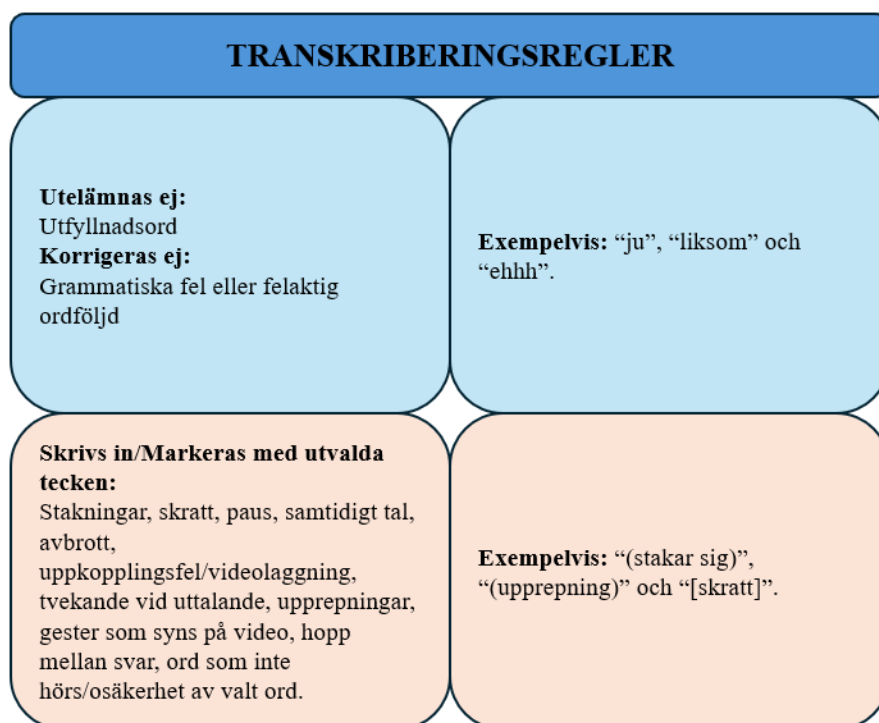 TRANSKRIBERINGSREGLER
Utelämnas ej:
Utfyllnadsord
Korrigeras ej:
Grammatiska fel eller felaktig
ordföljd
Exempelvis: “ju”, “liksom” och
“ehhh”.
Skrivs in/Markeras med utvalda
tecken:
Stakningar, skratt, paus, samtidigt tal,
avbrott,
uppkopplingsfel/videolaggning,
tvekande vid uttalande, upprepningar,
gester som syns på video, hopp
mellan svar, ord som inte
hörs/osäkerhet av valt ord.
Exempelvis: “(stakar sig)”,
“(upprepning)” och “[skratt]”.